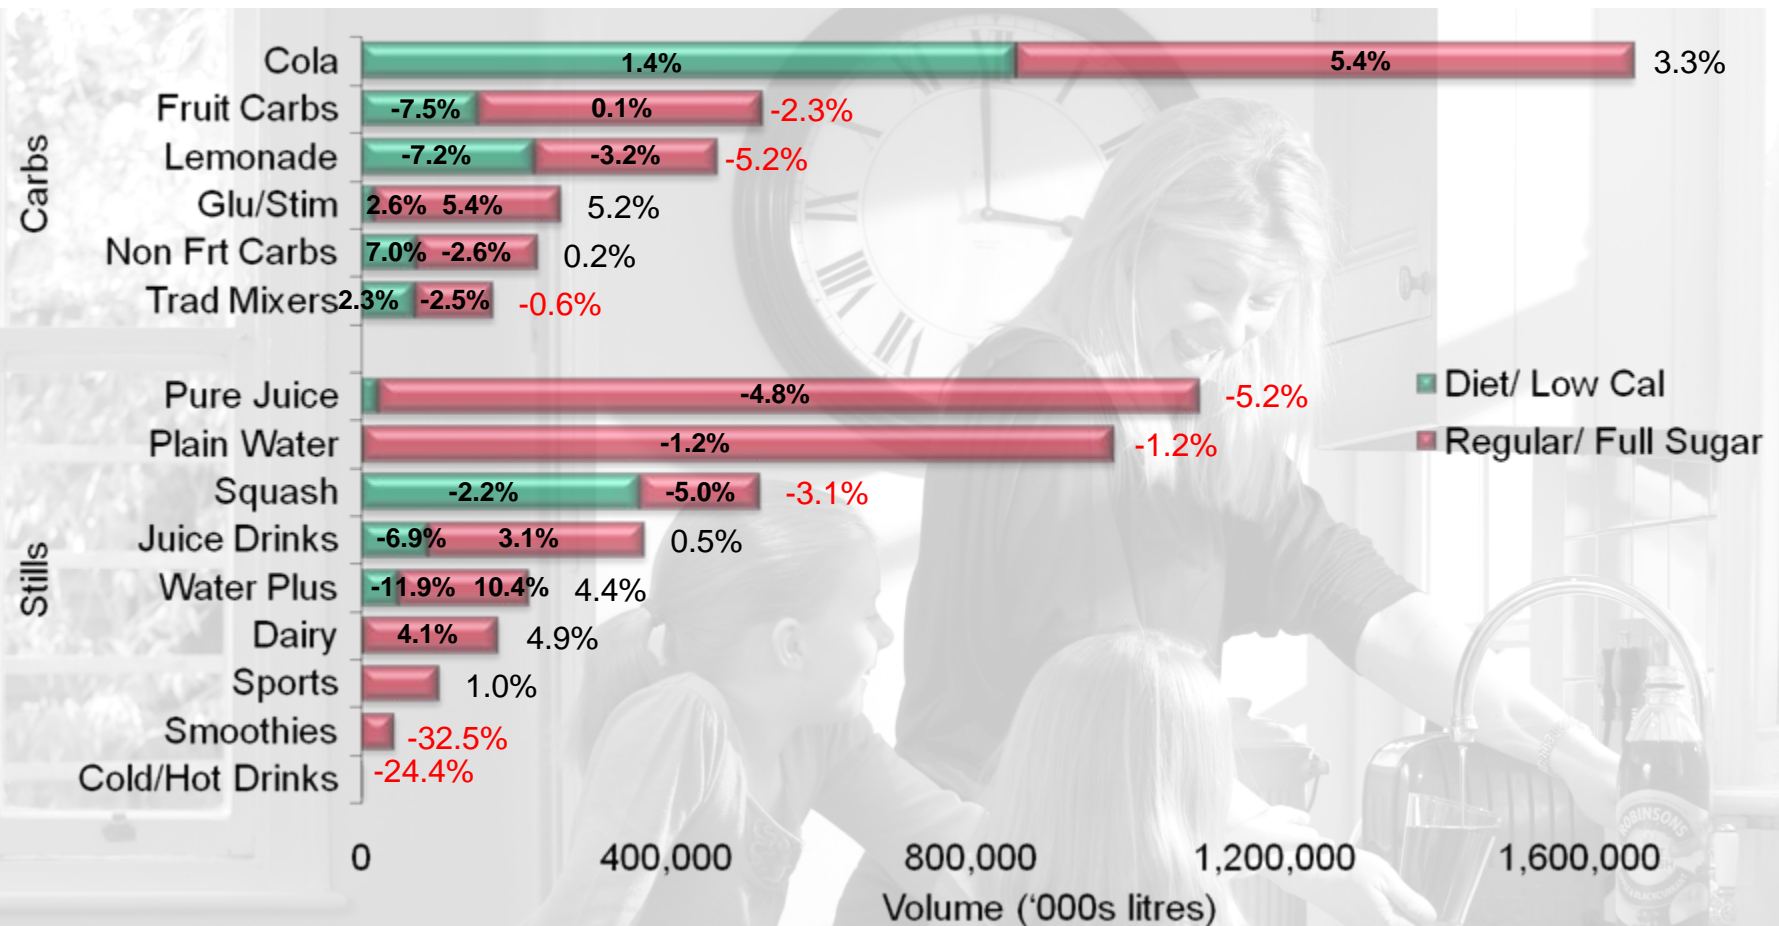 Carbs
Cola 1.4% 5.4% 3.3%
Fruit Carbs -7.5% 0.1% -2.3%
Lemonade -7.2% -3.2% -5.2%
Glu/Stim 2.6% 5.4% 5.2%
Non Frt Carbs 7.0% -2.6% 0.2%
Trad Mixers 2.3% -2.5% -0.6%
Stills
Pure Juice -4.8% -5.2%
Plain Water -1.2% -1.2%
Squash -2.2% -5.0% -3.1%
Juice Drinks -6.9% 3.1% 0.5%
Water Plus -11.9% 10.4% 4.4%
Dairy 4.1% 4.9%
Sports 1.0%
Smoothies -32.5%
Cold/Hot Drinks -24.4%
Diet/ Low Cal
Regular/ Full Sugar
0 400,000 800,000 1,200,000 1,600,000
Volume (‘000s litres)
ROBINSONS